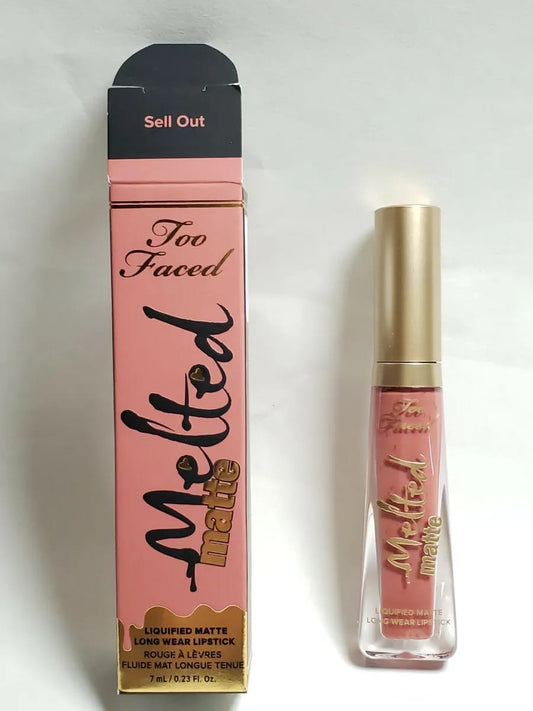 Sell Out
Too
Faced
Melted
matte
LIQUIFIED MATTE
LONG WEAR LIPSTICK
ROUGE À LÈVRES
FLUIDE MAT LONGUE TENUE
7 mL / 0.23 Fl. Oz.
Too
Faced
Melted
matte
LIQUIFIED MATTE
LONG WEAR LIPSTICK